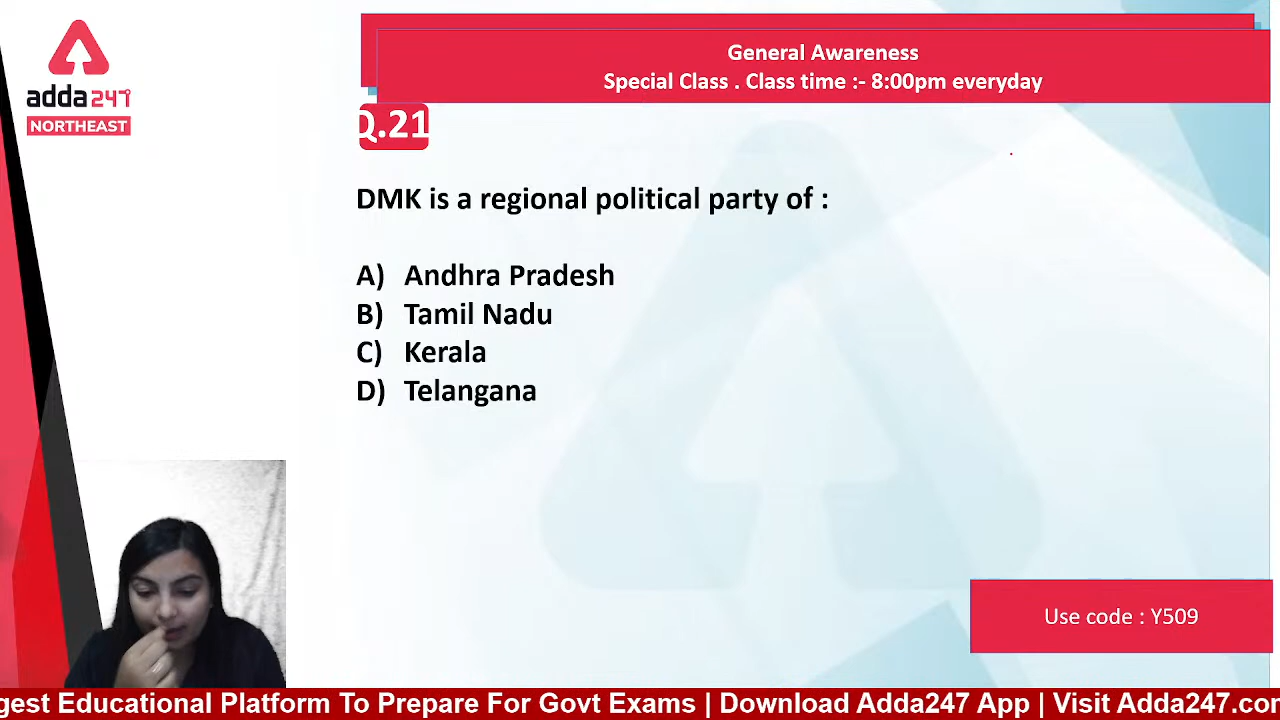 General Awareness
Special Class . Class time :- 8:00pm everyday
adda247
NORTHEAST
Q.21
DMK is a regional political party of :
A) Andhra Pradesh
B) Tamil Nadu
C) Kerala
D) Telangana
Use code : Y509
gest Educational Platform To Prepare For Govt Exams | Download Adda247 App | Visit Adda247.com